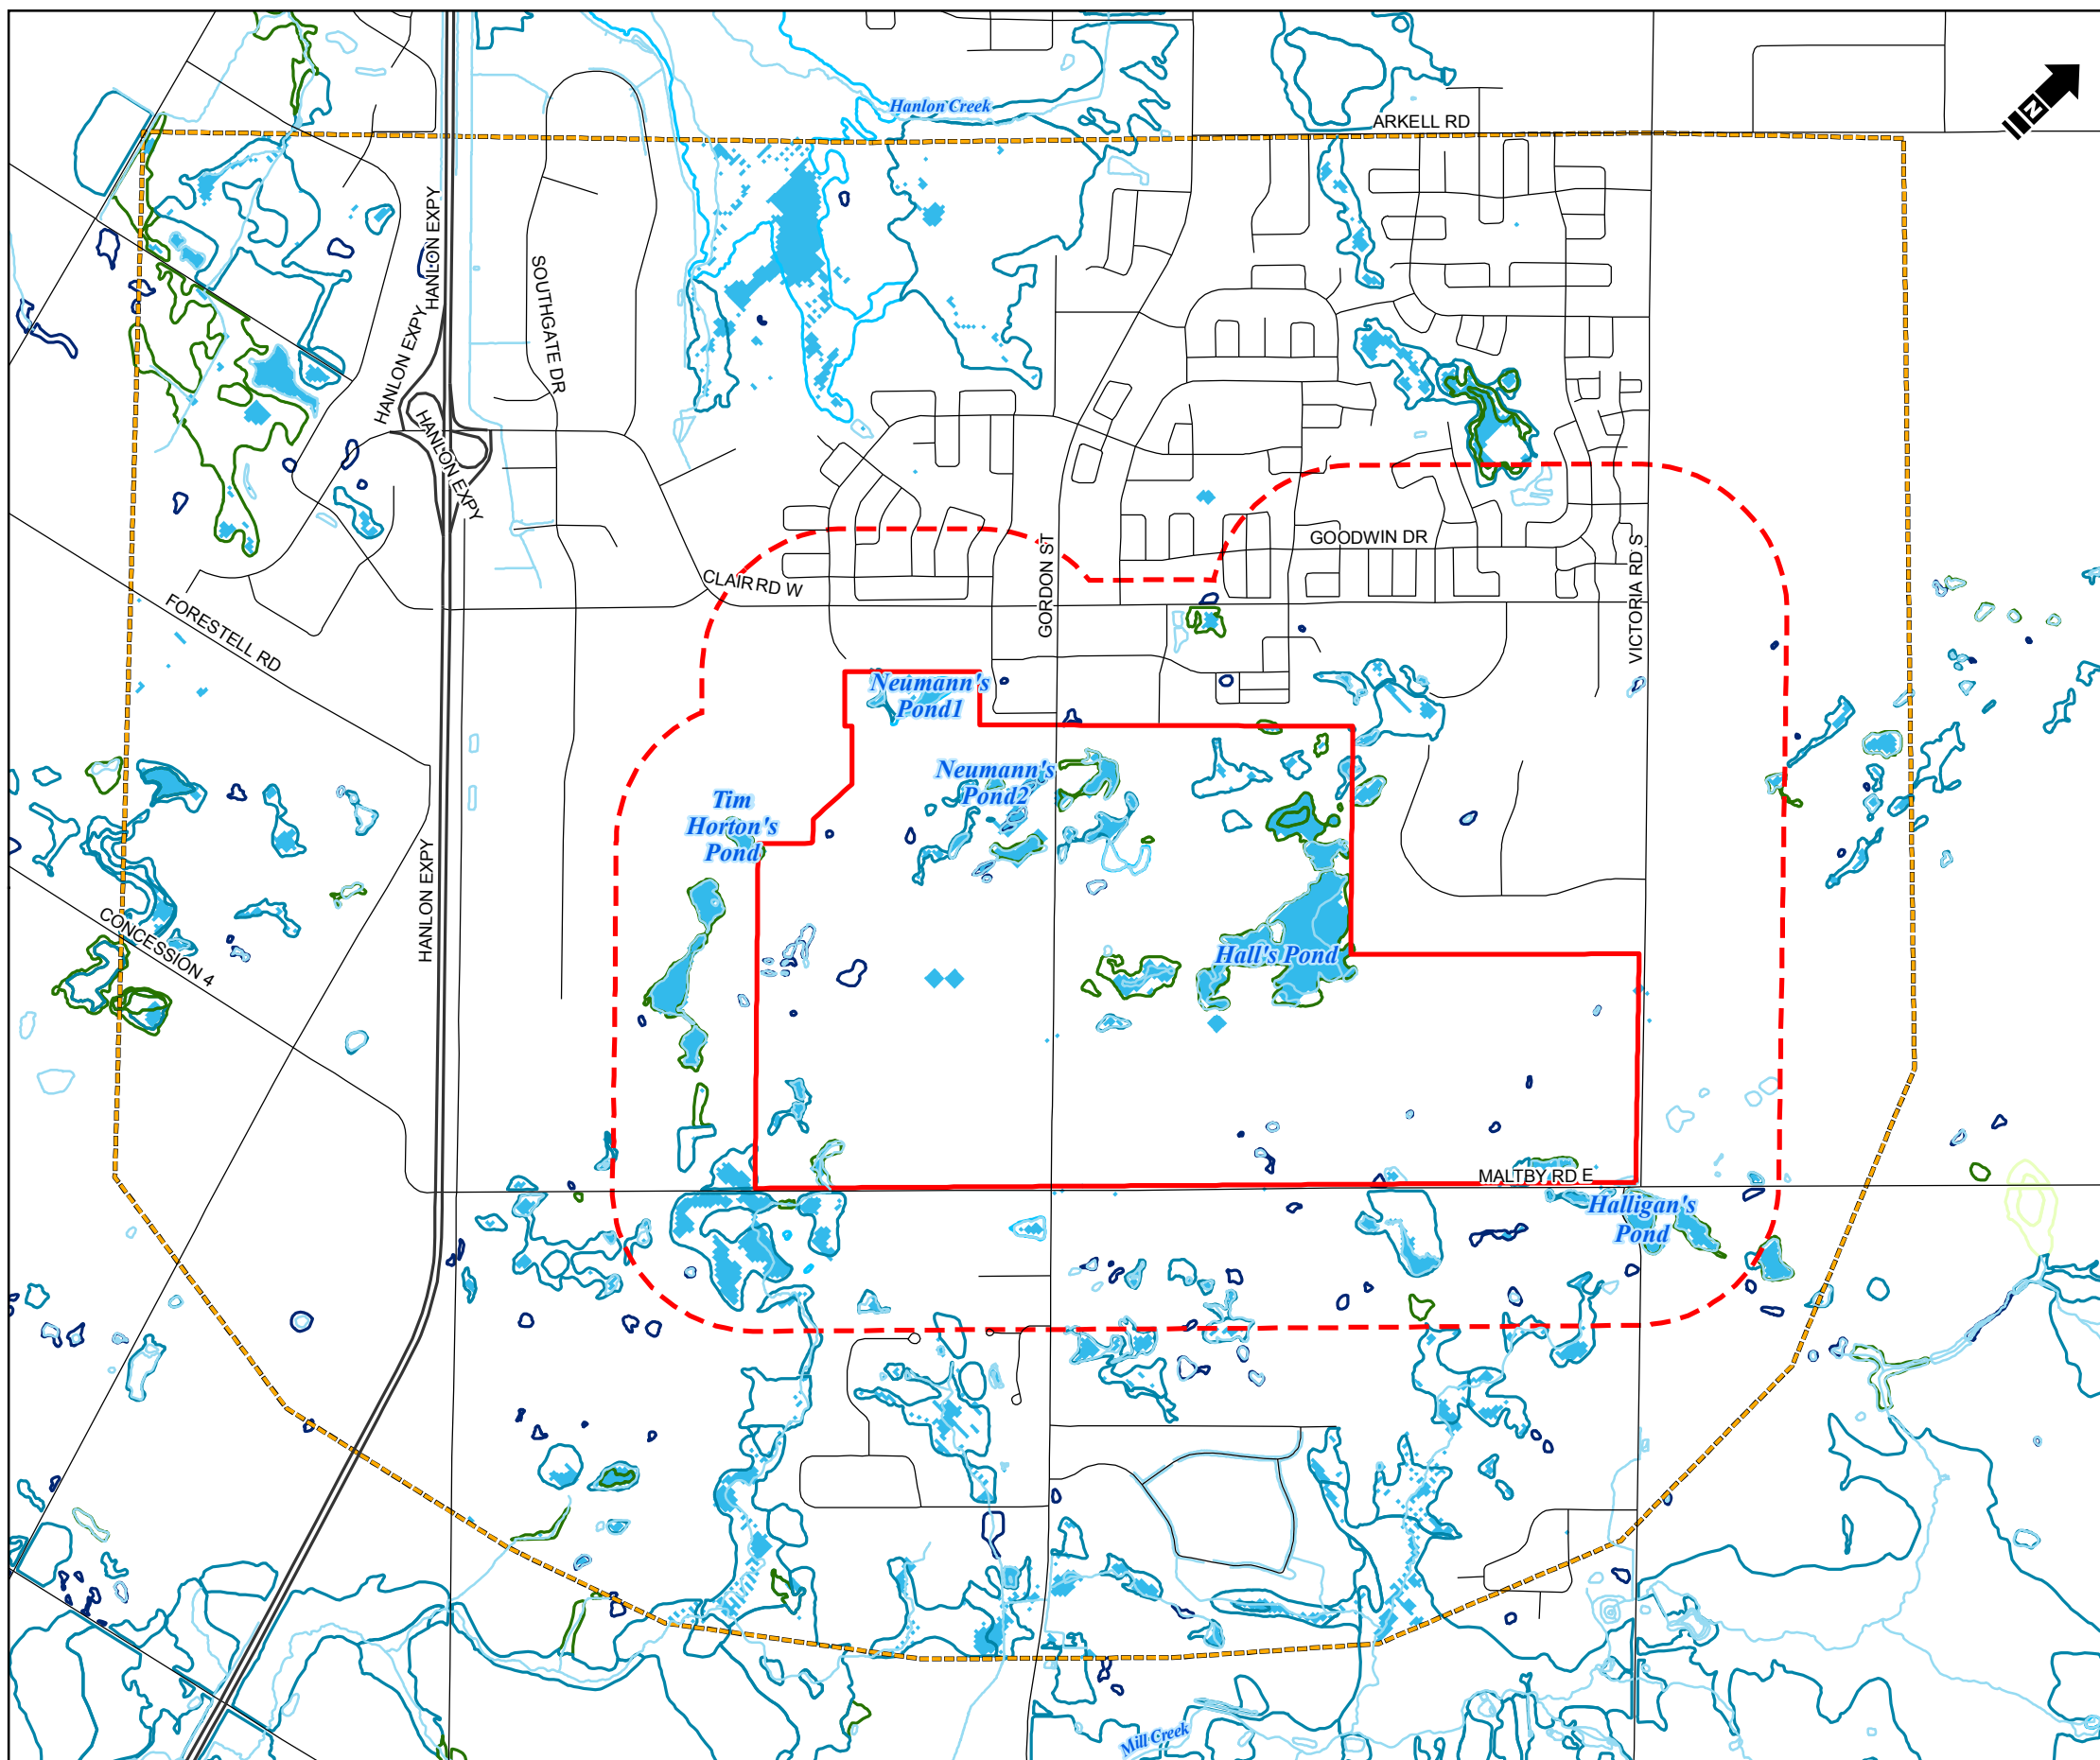 Hanlon Creek
ARKELL RD
N
HANLON EXPY
SOUTHGATE DR
HANLON EXPY
HANLON EXPY
GOODWIN DR
GORDON ST
VICTORIA RD S
CLAIR RD W
FORESTELL RD
Neumann's
Pond1
Neumann's
Pond2
Tim
Horton's
Pond
HANLON EXPY
CONCESSION 4
Hall's Pond
MALTBY RD E
Halligan's
Pond
Mill Creek